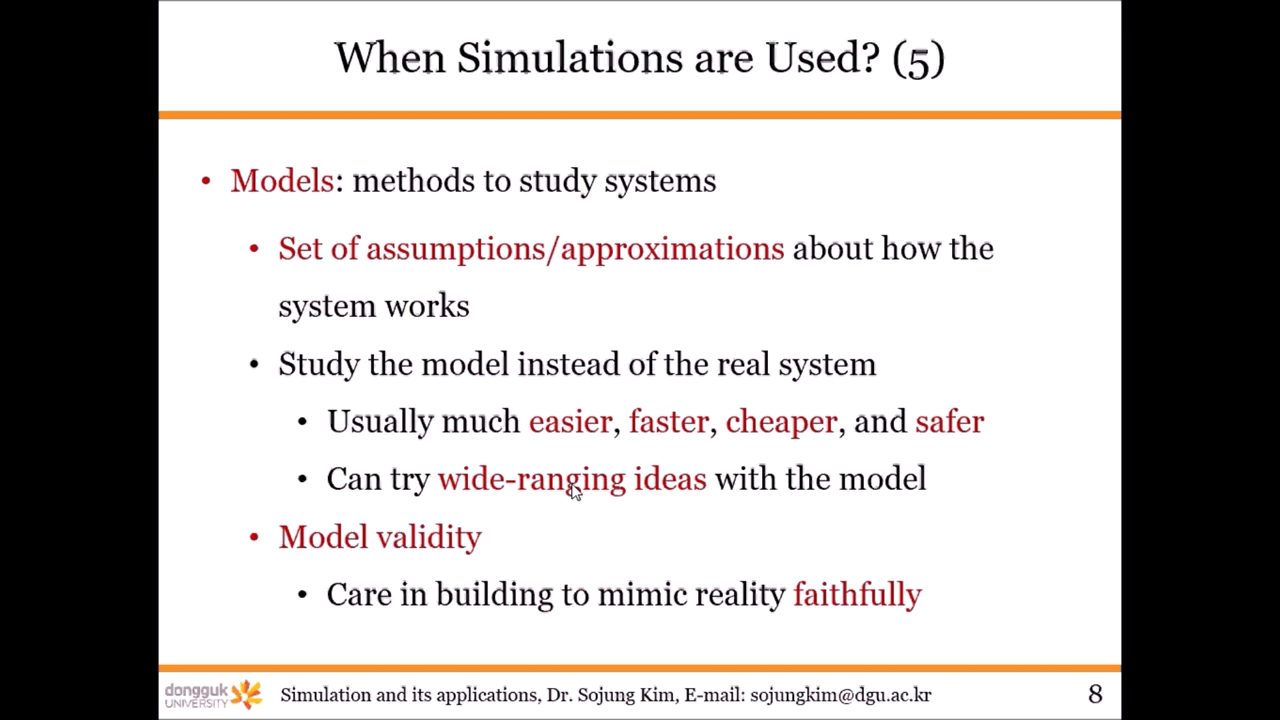 When Simulations are Used? (5)
• Models: methods to study systems
• Set of assumptions/approximations about how the
system works
• Study the model instead of the real system
• Usually much easier, faster, cheaper, and safer
• Can try wide-ranging ideas with the model
• Model validity
• Care in building to mimic reality faithfully
dongguk
UNIVERSITY
Simulation and its applications, Dr. Sojung Kim, E-mail: sojungkim@dgu.ac.kr
8